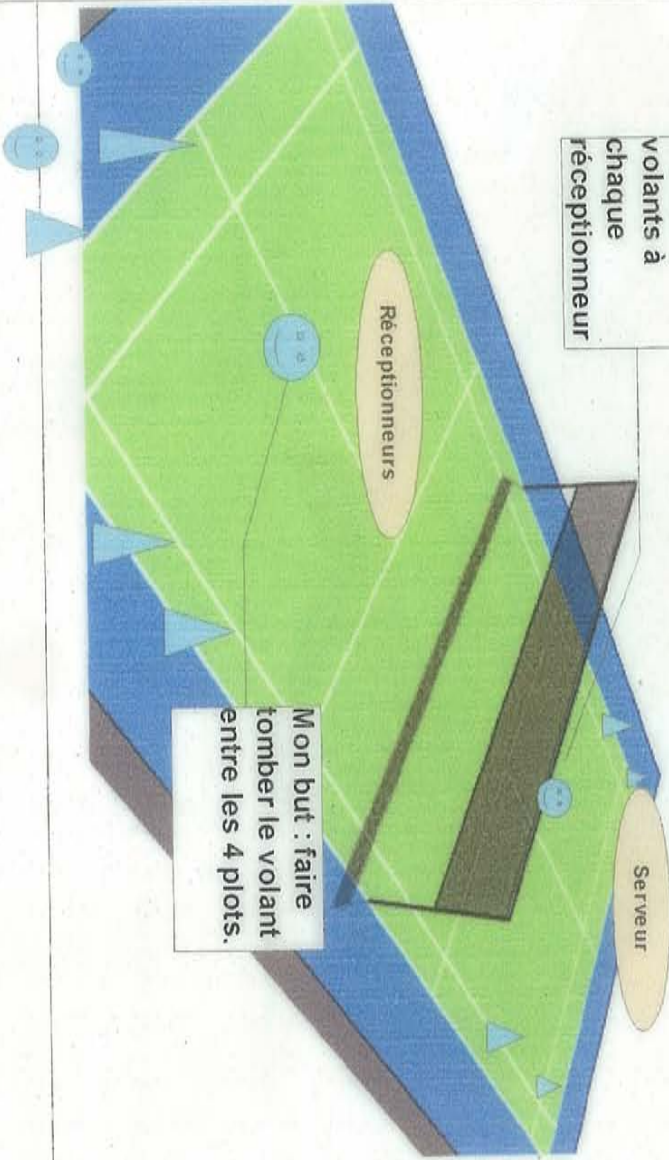 volants à
chaque
réceptionneur
Réceptionneurs
Serveur
Mon but : faire
tomber le volant
entre les 4 plots.